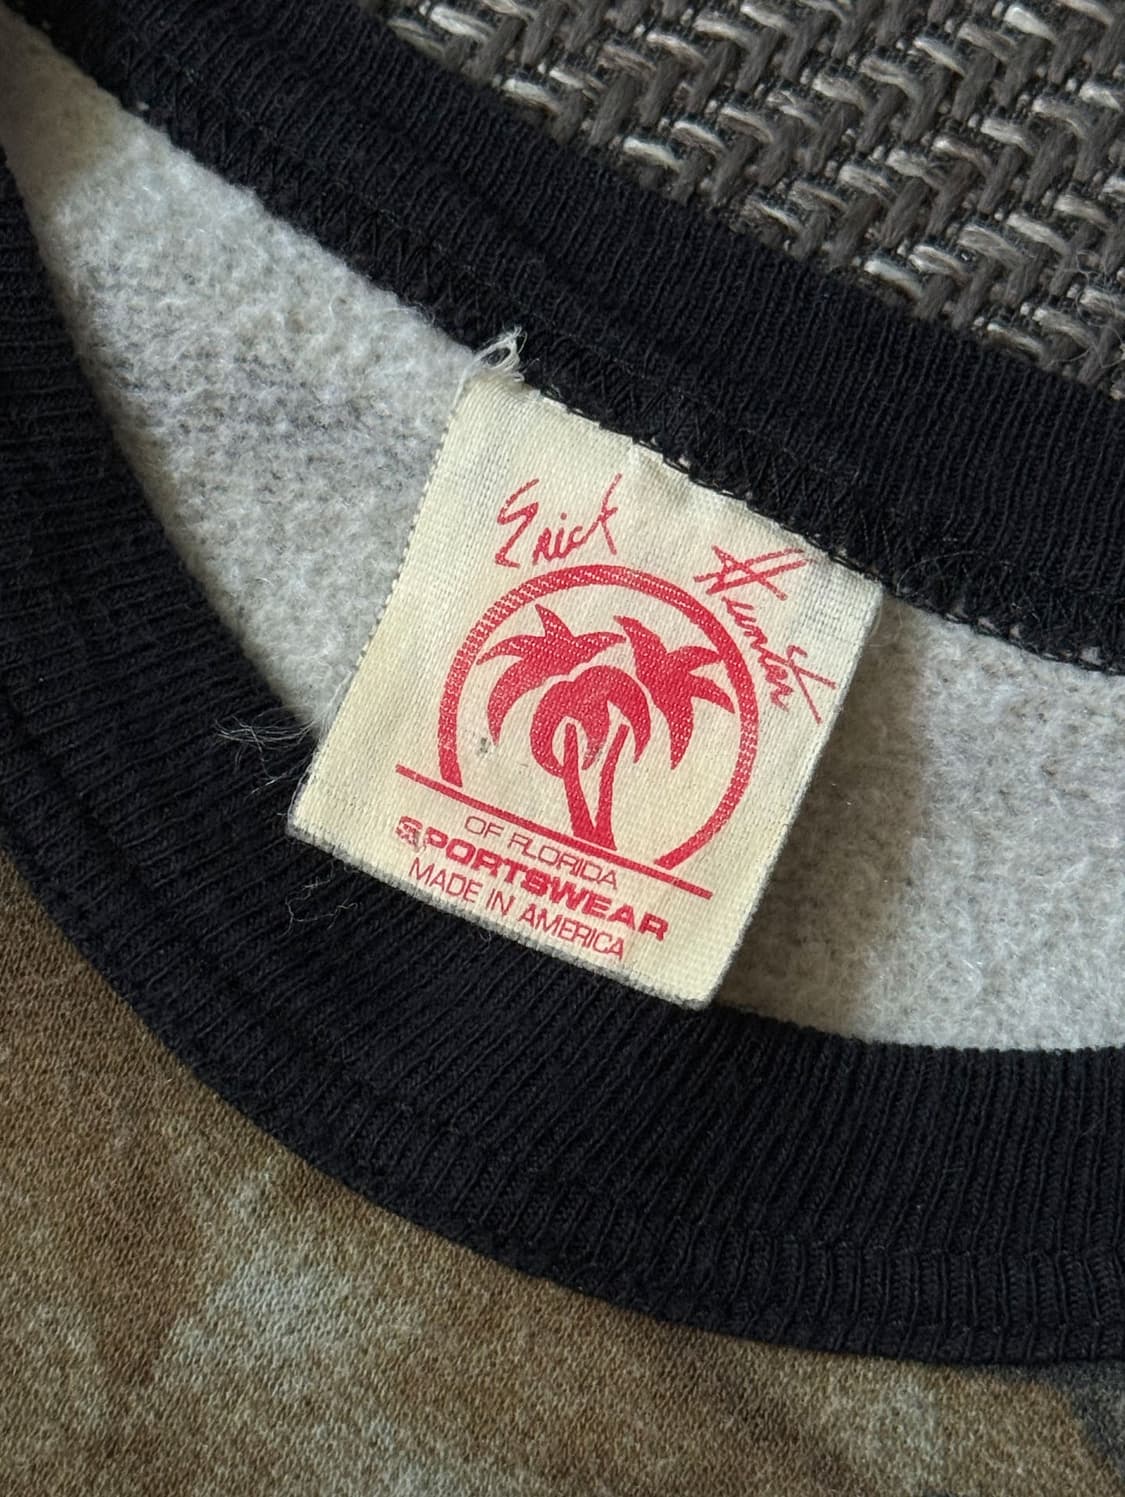 Erick Hunter
OF FLORIDA
SPORTSWEAR
MADE IN AMERICA